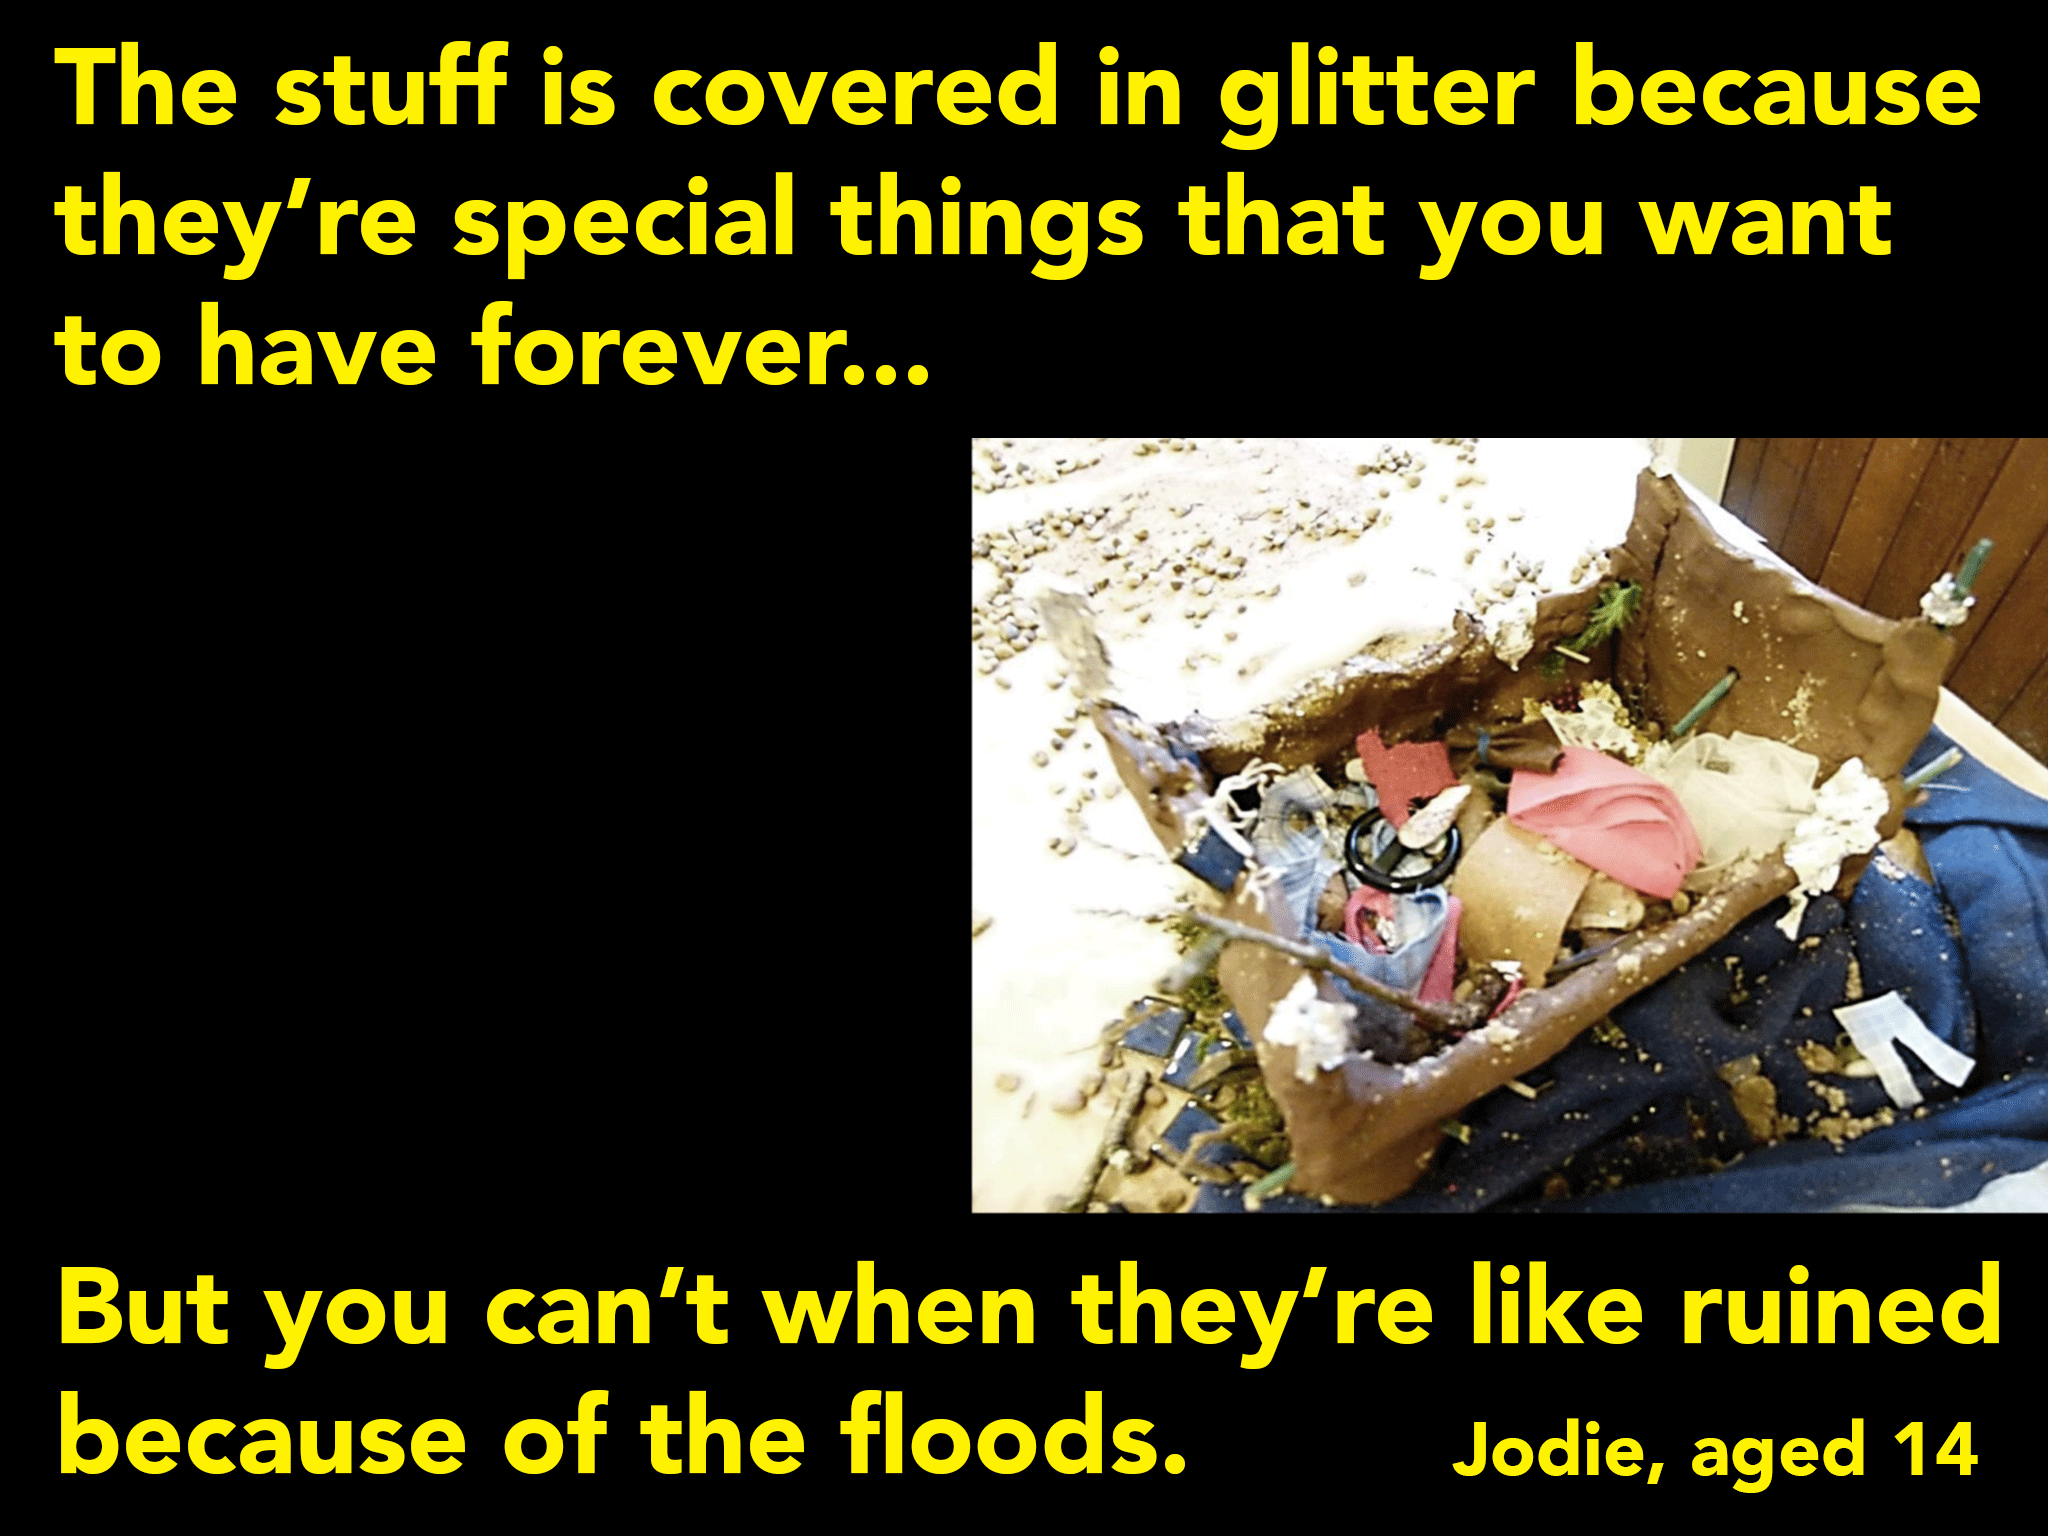 The stuff is covered in glitter because
they’re special things that you want
to have forever...
But you can’t when they’re like ruined
because of the floods.
Jodie, aged 14